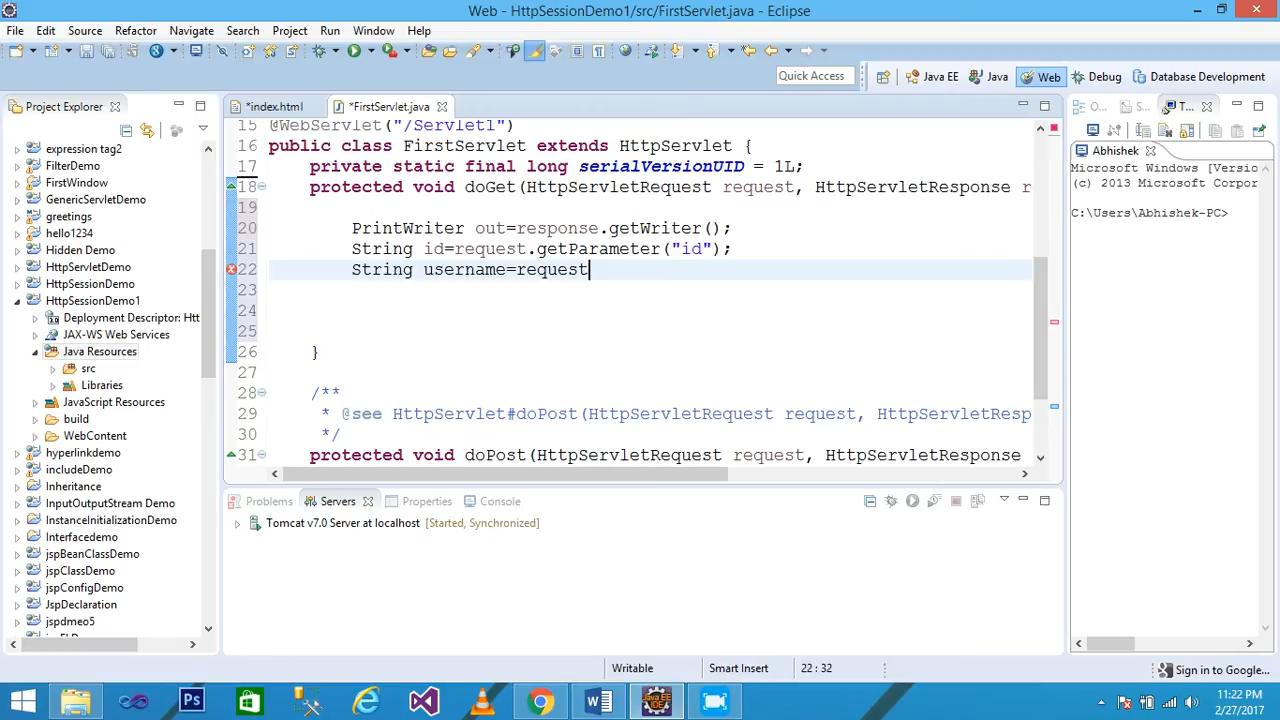 Web - HttpSessionDemo1/src/FirstServlet.java - Eclipse
File Edit Source Refactor Navigate Search Project Run Window Help
Quick Access
Java EE
Java
Web
Debug
Database Development
Project Explorer
expression tag2
FilterDemo
FirstWindow
GenericServletDemo
greetings
hello1234
Hidden Demo
HttpServletDemo
HttpSessionDemo
HttpSessionDemo1
Deployment Descriptor: Htt
JAX-WS Web Services
Java Resources
src
Libraries
JavaScript Resources
build
WebContent
hyperlinkdemo
includeDemo
Inheritance
InputOutputStream Demo
InstanceInitializationDemo
Interfacedemo
jspBeanClassDemo
jspClassDemo
jspConfigDemo
JspDeclaration
jspdmeo5
*index.html
*FirstServlet.java
15 @WebServlet("/Servlet1")
16 public class FirstServlet extends HttpServlet {
17 private static final long serialVersionUID = 1L;
18 protected void doGet(HttpServletRequest request, HttpServletResponse r
19
20 PrintWriter out=response.getWriter();
21 String id=request.getParameter("id");
22 String username=request
23
24
25
26 }
27
28 /**
29 * @see HttpServlet#doPost(HttpServletRequest request, HttpServletResp
30 */
31 protected void doPost(HttpServletRequest request, HttpServletResponse
Problems
Servers
Properties
Console
Tomcat v7.0 Server at localhost [Started, Synchronized]
O...
S...
T...
Abhishek
Microsoft Windows [Versio
(c) 2013 Microsoft Corpor
C:\Users\Abhishek-PC>
Writable
Smart Insert
22 : 32
Sign in to Google...
Ps
Java EE
IDE
11:22 PM
2/27/2017